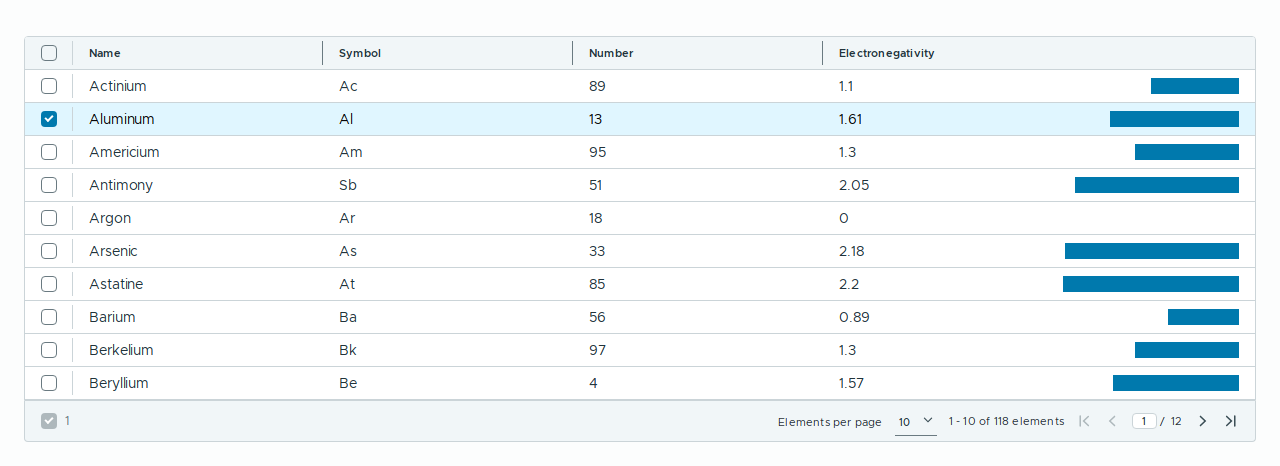 Name Symbol Number Electronegativity
Actinium Ac 89 1.1
Aluminum Al 13 1.61
Americium Am 95 1.3
Antimony Sb 51 2.05
Argon Ar 18 0
Arsenic As 33 2.18
Astatine At 85 2.2
Barium Ba 56 0.89
Berkelium Bk 97 1.3
Beryllium Be 4 1.57
1 Elements per page 10 1 - 10 of 118 elements 1 / 12